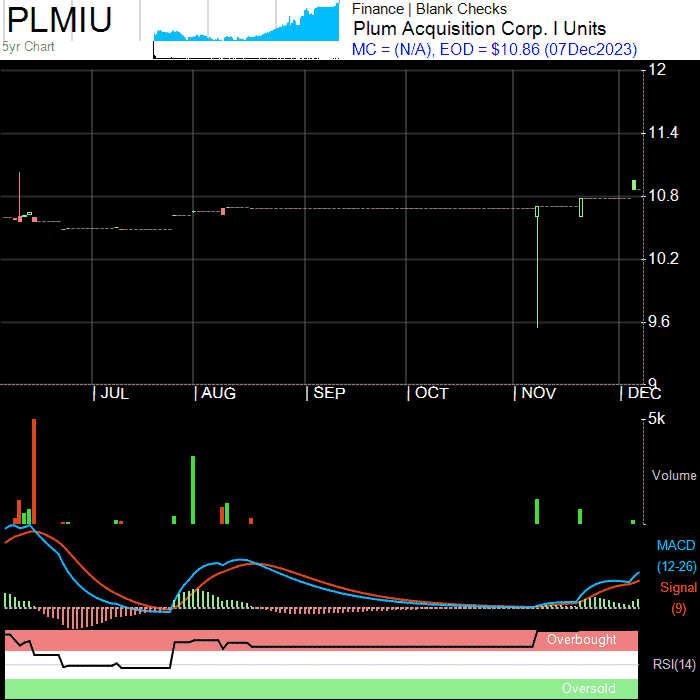 PLMIU
5yr Chart
Finance | Blank Checks
Plum Acquisition Corp. I Units
MC = (N/A), EOD = $10.86 (07Dec2023)
12
11.4
10.8
10.2
9.6
9
JUL
AUG
SEP
OCT
NOV
DEC
5k
Volume
MACD
(12-26)
Signal
(9)
Overbought
RSI(14)
Oversold